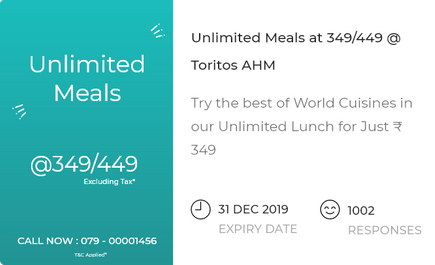 Unlimited
Meals
@349/449
Excluding Tax*
CALL NOW : 079 - 00001456
T&C Applied*
Unlimited Meals at 349/449 @
Toritos AHM
Try the best of World Cuisines in
our Unlimited Lunch for Just ₹
349
31 DEC 2019
EXPIRY DATE
1002
RESPONSES